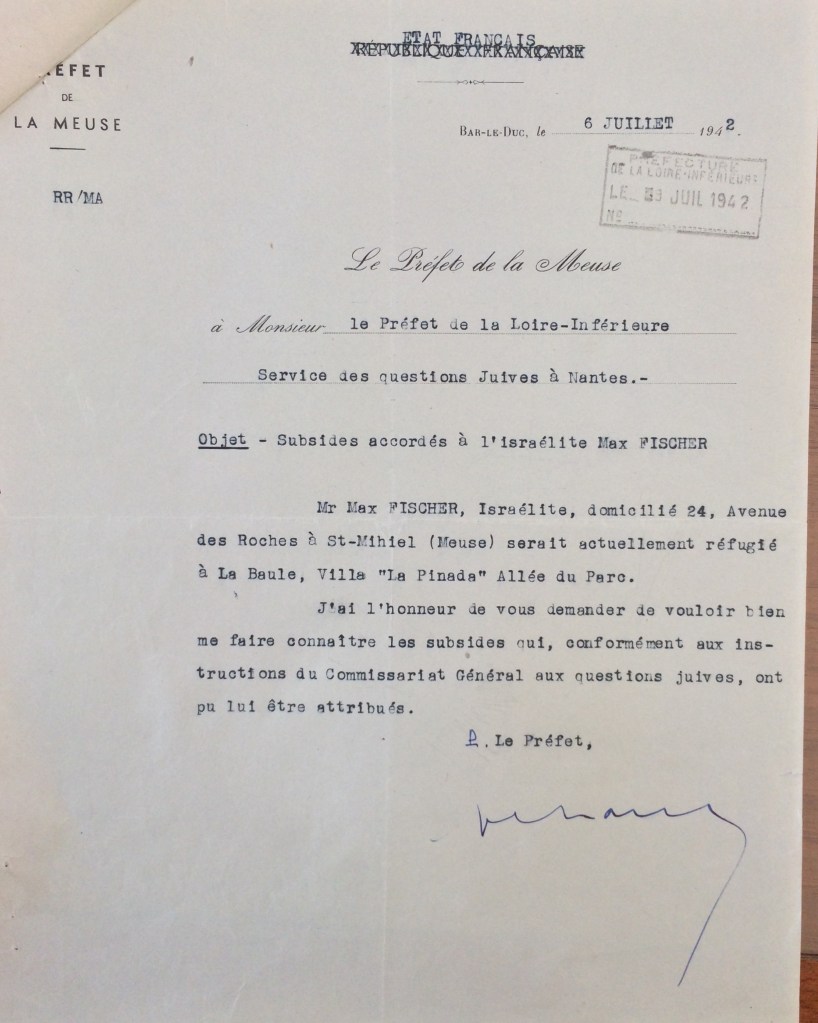 ETAT FRANÇAIS
RÉPUBLIQUE FRANÇAISE
ÉFET
DE
LA MEUSE
BAR-LE-DUC, le 6 JUILLET 1942.
PRÉFECTURE
DE LA LOIRE-INFÉRIEURE
LE JUIL 1942
No
RR/MA
Le Préfet de la Meuse
à Monsieur le Préfet de la Loire-Inférieure
Service des questions Juives à Nantes.-
Objet - Subsides accordés à l'israélite Max FISCHER
Mr Max FISCHER, Israélite, domicilié 24, Avenue
des Roches à St-Mihiel (Meuse) serait actuellement réfugié
à La Baule, Villa "La Pinada" Allée du Parc.
J'ai l'honneur de vous demander de vouloir bien
me faire connaître les subsides qui, conformément aux ins-
tructions du Commissariat Général aux questions juives, ont
pu lui être attribués.
P. Le Préfet,